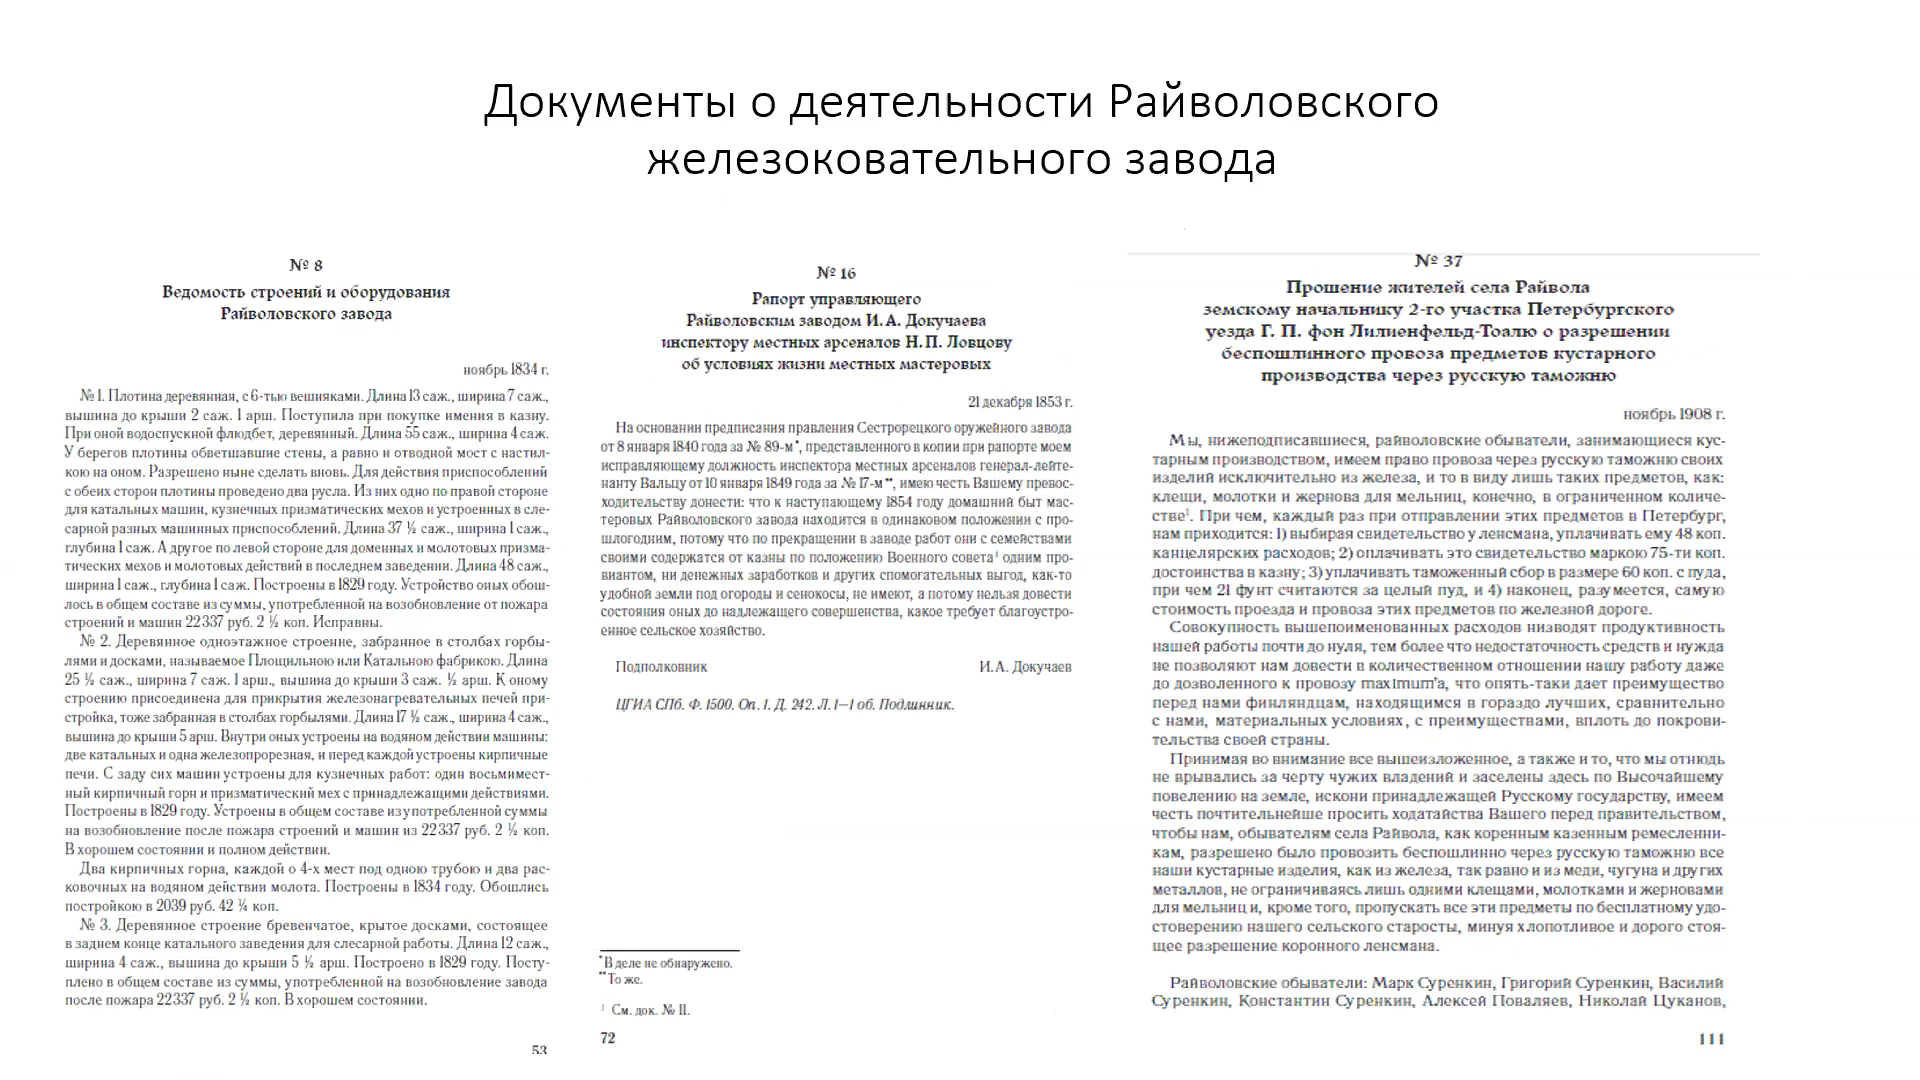 Документы о деятельности Райволовского
железоковательного завода
№ 8
Ведомость строений и оборудования
Райволовского завода
ноябрь 1834 г.
№ 1. Плотина деревянная, с 6-тью вешняками. Длина 13 саж., ширина 7 саж.,
вышина до крыши 2 саж. 1 арш. Поступила при покупке имения в казну.
При оной водоспускной флюдбет, деревянный. Длина 55 саж., ширина 4 саж.
У берегов плотины обветшавшие стены, а равно и отводной мост с настил-
кою на оном. Разрешено ныне сделать вновь. Для действия приспособлений
с обеих сторон плотины проведено два русла. Из них одно по правой стороне
для катальных машин, кузнечных призматических мехов и устроенных в сле-
сарной разных машинных приспособлений. Длина 37 ½ саж., ширина 1 саж.,
глубина 1 саж. А другое по левой стороне для доменных и молотовых призма-
тических мехов и молотовых действий в последнем заведении. Длина 48 саж.,
ширина 1 саж., глубина 1 саж. Построены в 1829 году. Устройство оных обош-
лось в общем составе из суммы, употребленной на возобновление от пожара
строений и машин 22337 руб. 2 ½ коп. Исправны.
№ 2. Деревянное одноэтажное строение, забранное в столбах горбы-
лями и досками, называемое Площильною или Катальною фабрикою. Длина
25 ½ саж., ширина 7 саж. 1 арш., вышина до крыши 3 саж. ½ арш. К оному
строению присоединена для прикрытия железонагревательных печей при-
стройка, тоже забранная в столбах горбылями. Длина 17 ½ саж., ширина 4 саж.,
вышина до крыши 5 арш. Внутри оных устроены на водяном действии машины:
две катальных и одна железопрорезная, и перед каждой устроены кирпичные
печи. С заду сих машин устроены для кузнечных работ: один восьмимест-
ный кирпичный горн и призматический мех с принадлежащими действиями.
Построены в 1829 году. Устроены в общем составе из употребленной суммы
на возобновление после пожара строений и машин из 22337 руб. 2 ½ коп.
В хорошем состоянии и полном действии.
Два кирпичных горна, каждой о 4-х мест под одною трубою и два рас-
ковочных на водяном действии молота. Построены в 1834 году. Обошлись
постройкою в 2039 руб. 42 ¼ коп.
№ 3. Деревянное строение бревенчатое, крытое досками, состоящее
в заднем конце катального заведения для слесарной работы. Длина 12 саж.,
ширина 4 саж., вышина до крыши 5 ½ арш. Построено в 1829 году. Посту-
плено в общем составе из суммы, употребленной на возобновление завода
после пожара 22337 руб. 2 ½ коп. В хорошем состоянии.
53
№ 16
Рапорт управляющего
Райволовским заводом И. А. Докучаева
инспектору местных арсеналов Н. П. Ловцову
об условиях жизни местных мастеровых
21 декабря 1853 г.
На основании предписания правления Сестрорецкого оружейного завода
от 8 января 1840 года за № 89-м*, представленного в копии при рапорте моем
исправляющему должность инспектора местных арсеналов генерал-лейте-
нанту Вальцу от 10 января 1849 года за № 17-м**, имею честь Вашему превос-
ходительству донести: что к наступающему 1854 году домашний быт мас-
теровых Райволовского завода находится в одинаковом положении с про-
шлогодним, потому что по прекращении в заводе работ они с семействами
своими содержатся от казны по положению Военного совета¹ одним про-
виантом, ни денежных заработков и других спомогательных выгод, как-то
удобной земли под огороды и сенокосы, не имеют, а потому нельзя довести
состояния оных до надлежащего совершенства, какое требует благоустро-
енное сельское хозяйство.
Подполковник И. А. Докучаев
ЦГИА СПб. Ф. 1500. Оп. 1. Д. 242. Л. 1–1 об. Подлинник.
* В деле не обнаружено.
** То же.
¹ См. док. № 11.
72
№ 37
Прошение жителей села Райвола
земскому начальнику 2-го участка Петербургского
уезда Г. П. фон Лилиенфельд-Тоалю о разрешении
беспошлинного провоза предметов кустарного
производства через русскую таможню
ноябрь 1908 г.
Мы, нижеподписавшиеся, райволовские обыватели, занимающиеся кус-
тарным производством, имеем право провоза через русскую таможню своих
изделий исключительно из железа, и то в виду лишь таких предметов, как:
клещи, молотки и жернова для мельниц, конечно, в ограниченном количе-
стве¹. При чем, каждый раз при отправлении этих предметов в Петербург,
нам приходится: 1) выбирая свидетельство у ленсмана, уплачивать ему 48 коп.
канцелярских расходов; 2) оплачивать это свидетельство маркою 75-ти коп.
достоинства в казну; 3) уплачивать таможенный сбор в размере 60 коп. с пуда,
при чем 21 фунт считаются за целый пуд, и 4) наконец, разумеется, самую
стоимость проезда и провоза этих предметов по железной дороге.
Совокупность вышепоименованных расходов низводят продуктивность
нашей работы почти до нуля, тем более что недостаточность средств и нужда
не позволяют нам довести в количественном отношении нашу работу даже
до дозволенного к провозу maximum'а, что опять-таки дает преимущество
перед нами финляндцам, находящимся в гораздо лучших, сравнительно
с нами, материальных условиях, с преимуществами, вплоть до покрови-
тельства своей страны.
Принимая во внимание все вышеизложенное, а также и то, что мы отнюдь
не врывались за черту чужих владений и заселены здесь по Высочайшему
повелению на земле, искони принадлежащей Русскому государству, имеем
честь почтительнейше просить ходатайства Вашего перед правительством,
чтобы нам, обывателям села Райвола, как коренным казенным ремесленни-
кам, разрешено было провозить беспошлинно через русскую таможню все
наши кустарные изделия, как из железа, так равно и из меди, чугуна и других
металлов, не ограничиваясь лишь одними клещами, молотками и жерновами
для мельниц и, кроме того, пропускать все эти предметы по бесплатному удо-
стоверению нашего сельского старосты, минуя хлопотливое и дорого стоя-
щее разрешение коронного ленсмана.
Райволовские обыватели: Марк Суренкин, Григорий Суренкин, Василий
Суренкин, Константин Суренкин, Алексей Поваляев, Николай Цуканов,
111